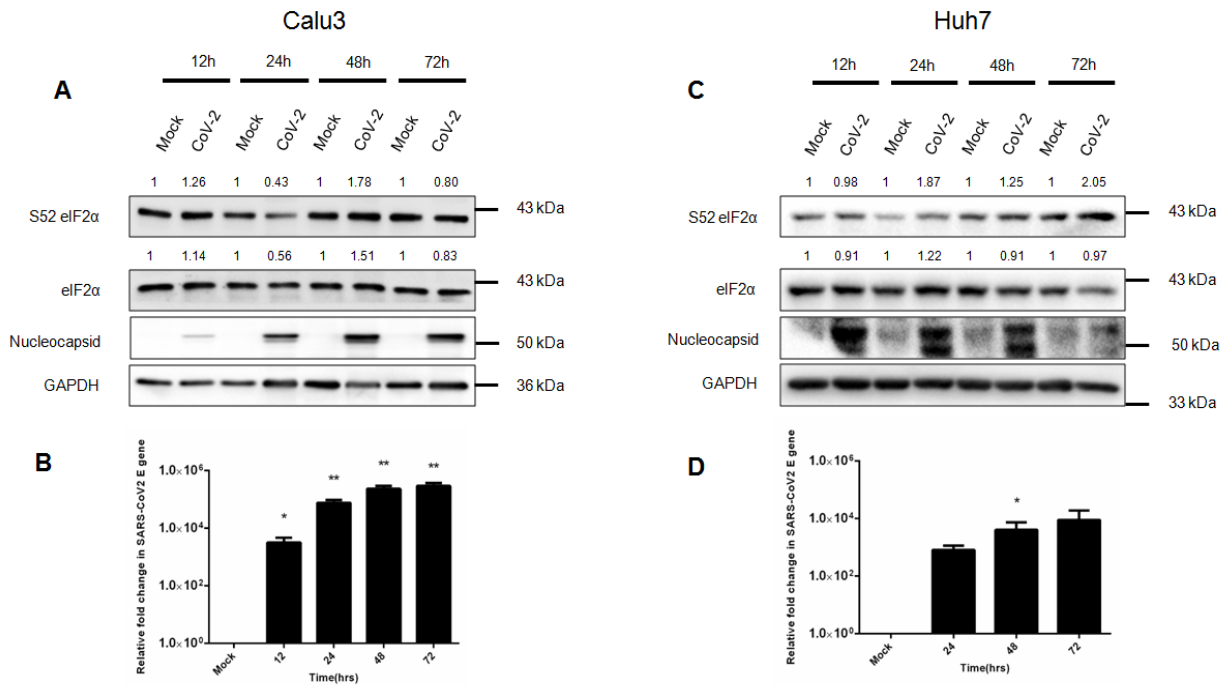 Calu3
12h 24h 48h 72h
A
Mock CoV-2 Mock CoV-2 Mock CoV-2 Mock CoV-2
1 1.26 1 0.43 1 1.78 1 0.80
S52 eIF2α 43 kDa
1 1.14 1 0.56 1 1.51 1 0.83
eIF2α 43 kDa
Nucleocapsid 50 kDa
GAPDH 36 kDa
B
Relative fold change in SARS-CoV2 E gene
1.0×10⁶
1.0×10⁴
1.0×10²
1.0×10⁰
* ** ** **
Mock 12 24 48 72
Time(hrs)
Huh7
12h 24h 48h 72h
C
Mock CoV-2 Mock CoV-2 Mock CoV-2 Mock CoV-2
1 0.98 1 1.87 1 1.25 1 2.05
S52 eIF2α 43 kDa
1 0.91 1 1.22 1 0.91 1 0.97
eIF2α 43 kDa
Nucleocapsid 50 kDa
GAPDH
33 kDa
D
Relative fold change in SARS-CoV2 E gene
1.0×10⁶
1.0×10⁴
1.0×10²
1.0×10⁰
*
Mock 24 48 72
Time(hrs)